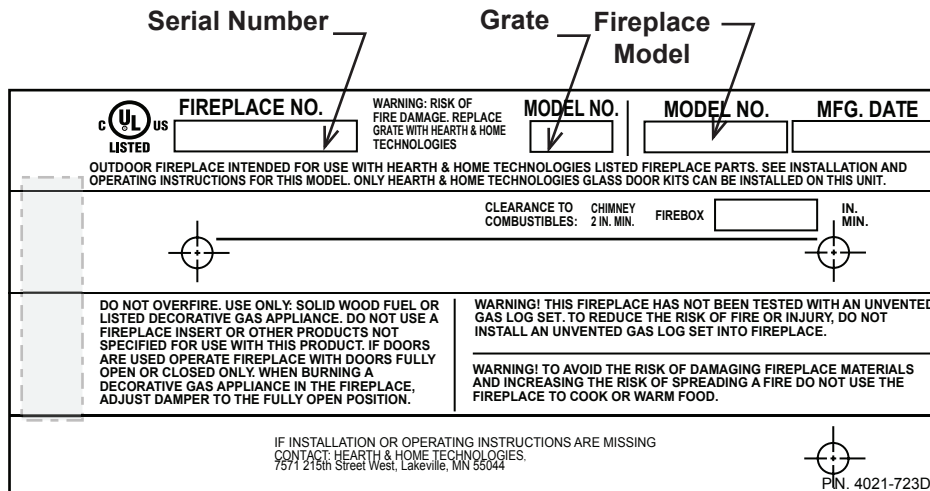 Serial Number
Grate
Fireplace
Model
C UL US
LISTED
FIREPLACE NO.
WARNING: RISK OF
FIRE DAMAGE. REPLACE
GRATE WITH HEARTH & HOME
TECHNOLOGIES
MODEL NO.
MODEL NO.
MFG. DATE
OUTDOOR FIREPLACE INTENDED FOR USE WITH HEARTH & HOME TECHNOLOGIES LISTED FIREPLACE PARTS. SEE INSTALLATION AND
OPERATING INSTRUCTIONS FOR THIS MODEL. ONLY HEARTH & HOME TECHNOLOGIES GLASS DOOR KITS CAN BE INSTALLED ON THIS UNIT.
CLEARANCE TO
COMBUSTIBLES:
CHIMNEY
2 IN. MIN.
FIREBOX
IN.
MIN.
DO NOT OVERFIRE. USE ONLY: SOLID WOOD FUEL OR
LISTED DECORATIVE GAS APPLIANCE. DO NOT USE A
FIREPLACE INSERT OR OTHER PRODUCTS NOT
SPECIFIED FOR USE WITH THIS PRODUCT. IF DOORS
ARE USED OPERATE FIREPLACE WITH DOORS FULLY
OPEN OR CLOSED ONLY. WHEN BURNING A
DECORATIVE GAS APPLIANCE IN THE FIREPLACE,
ADJUST DAMPER TO THE FULLY OPEN POSITION.
WARNING! THIS FIREPLACE HAS NOT BEEN TESTED WITH AN UNVENTED
GAS LOG SET. TO REDUCE THE RISK OF FIRE OR INJURY, DO NOT
INSTALL AN UNVENTED GAS LOG SET INTO FIREPLACE.
WARNING! TO AVOID THE RISK OF DAMAGING FIREPLACE MATERIALS
AND INCREASING THE RISK OF SPREADING A FIRE DO NOT USE THE
FIREPLACE TO COOK OR WARM FOOD.
IF INSTALLATION OR OPERATING INSTRUCTIONS ARE MISSING
CONTACT: HEARTH & HOME TECHNOLOGIES,
7571 215th Street West, Lakeville, MN 55044
P.N. 4021-723D